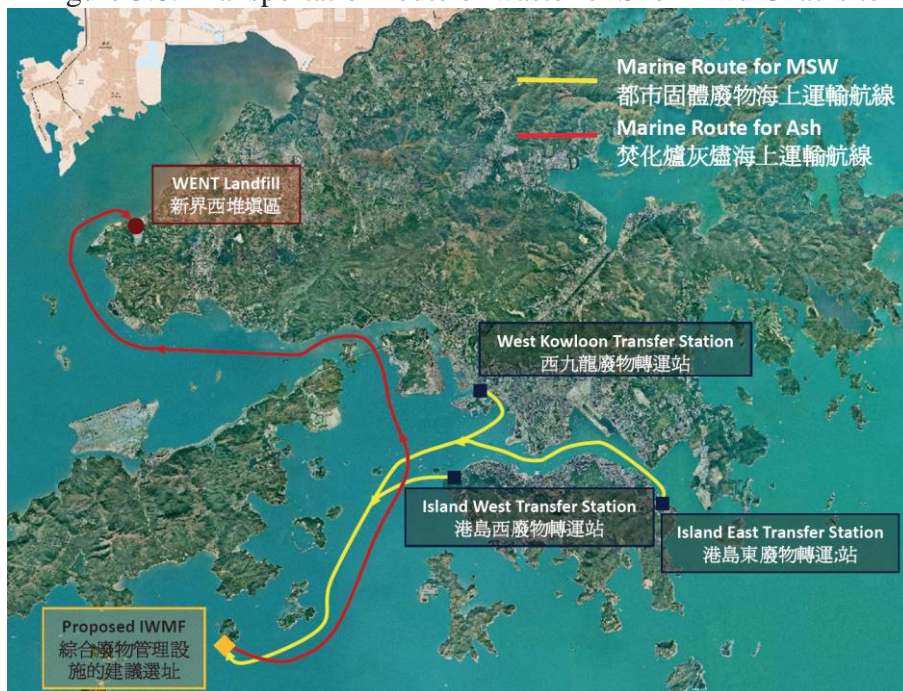 Marine Route for MSW
都市固體廢物海上運輸航線
Marine Route for Ash
焚化爐灰燼海上運輸航線
WENT Landfill
新界西堆填區
West Kowloon Transfer Station
西九龍廢物轉運站
Island West Transfer Station
港島西廢物轉運站
Island East Transfer Station
港島東廢物轉運;站
Proposed IWMF
綜合廢物管理設
施的建議選址